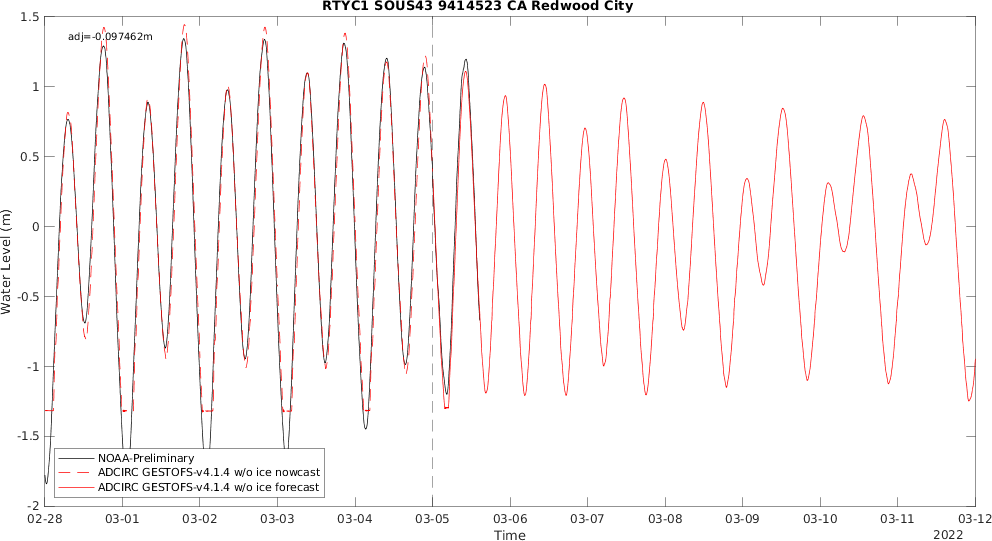 RTYC1 SOUS43 9414523 CA Redwood City
adj=-0.097462m
1.5
1
0.5
0
-0.5
-1
-1.5
-2
Water Level (m)
NOAA-Preliminary
ADCIRC GESTOFS-v4.1.4 w/o ice nowcast
ADCIRC GESTOFS-v4.1.4 w/o ice forecast
02-28 03-01 03-02 03-03 03-04 03-05 03-06 03-07 03-08 03-09 03-10 03-11 03-12
Time
2022